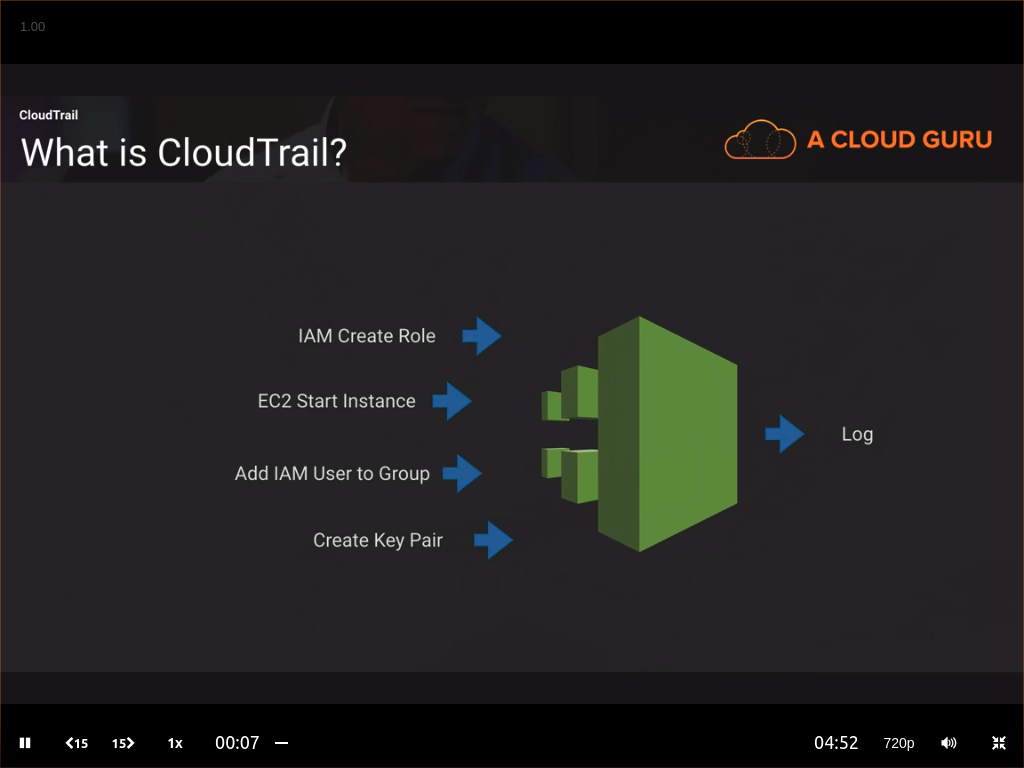 1.00
CloudTrail
What is CloudTrail?
A CLOUD GURU
IAM Create Role
EC2 Start Instance
Add IAM User to Group
Create Key Pair
Log
15 15 1x 00:07 04:52 720p